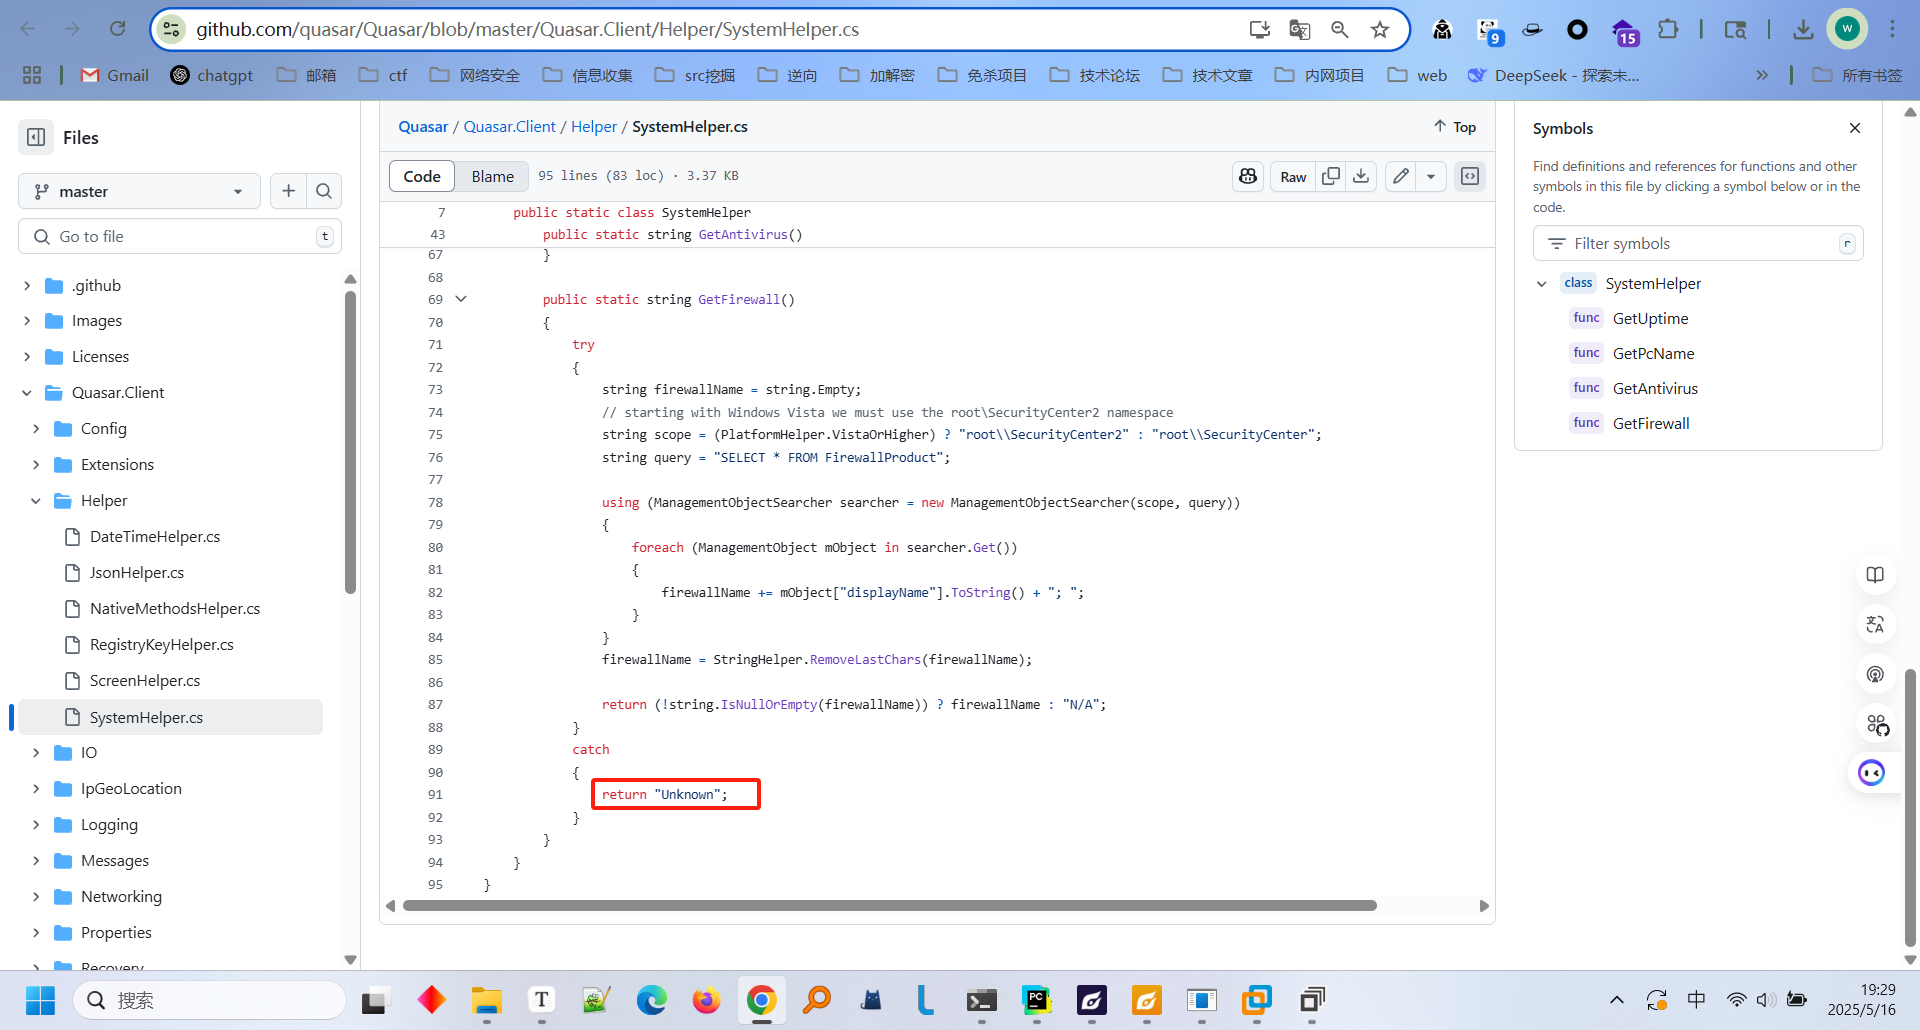 github.com/quasar/Quasar/blob/master/Quasar.Client/Helper/SystemHelper.cs
9
15
W
Gmail
chatgpt
邮箱
ctf
网络安全
信息收集
src挖掘
逆向
加解密
免杀项目
技术论坛
技术文章
内网项目
web
DeepSeek - 探索未...
»
所有书签
Files
master
Go to file
t
.github
Images
Licenses
Quasar.Client
Config
Extensions
Helper
DateTimeHelper.cs
JsonHelper.cs
NativeMethodsHelper.cs
RegistryKeyHelper.cs
ScreenHelper.cs
SystemHelper.cs
IO
IpGeoLocation
Logging
Messages
Networking
Properties
Recovery
Quasar / Quasar.Client / Helper / SystemHelper.cs
Top
Code
Blame
95 lines (83 loc) · 3.37 KB
Raw
7 public static class SystemHelper
43 public static string GetAntivirus()
67 }
68
69 public static string GetFirewall()
70 {
71 try
72 {
73 string firewallName = string.Empty;
74 // starting with Windows Vista we must use the root\SecurityCenter2 namespace
75 string scope = (PlatformHelper.VistaOrHigher) ? "root\\SecurityCenter2" : "root\\SecurityCenter";
76 string query = "SELECT * FROM FirewallProduct";
77
78 using (ManagementObjectSearcher searcher = new ManagementObjectSearcher(scope, query))
79 {
80 foreach (ManagementObject mObject in searcher.Get())
81 {
82 firewallName += mObject["displayName"].ToString() + "; ";
83 }
84 }
85 firewallName = StringHelper.RemoveLastChars(firewallName);
86
87 return (!string.IsNullOrEmpty(firewallName)) ? firewallName : "N/A";
88 }
89 catch
90 {
91 return "Unknown";
92 }
93 }
94 }
95 }
Symbols
Find definitions and references for functions and other
symbols in this file by clicking a symbol below or in the
code.
Filter symbols
r
class SystemHelper
func GetUptime
func GetPcName
func GetAntivirus
func GetFirewall
搜索
T
PC
中
19:29
2025/5/16